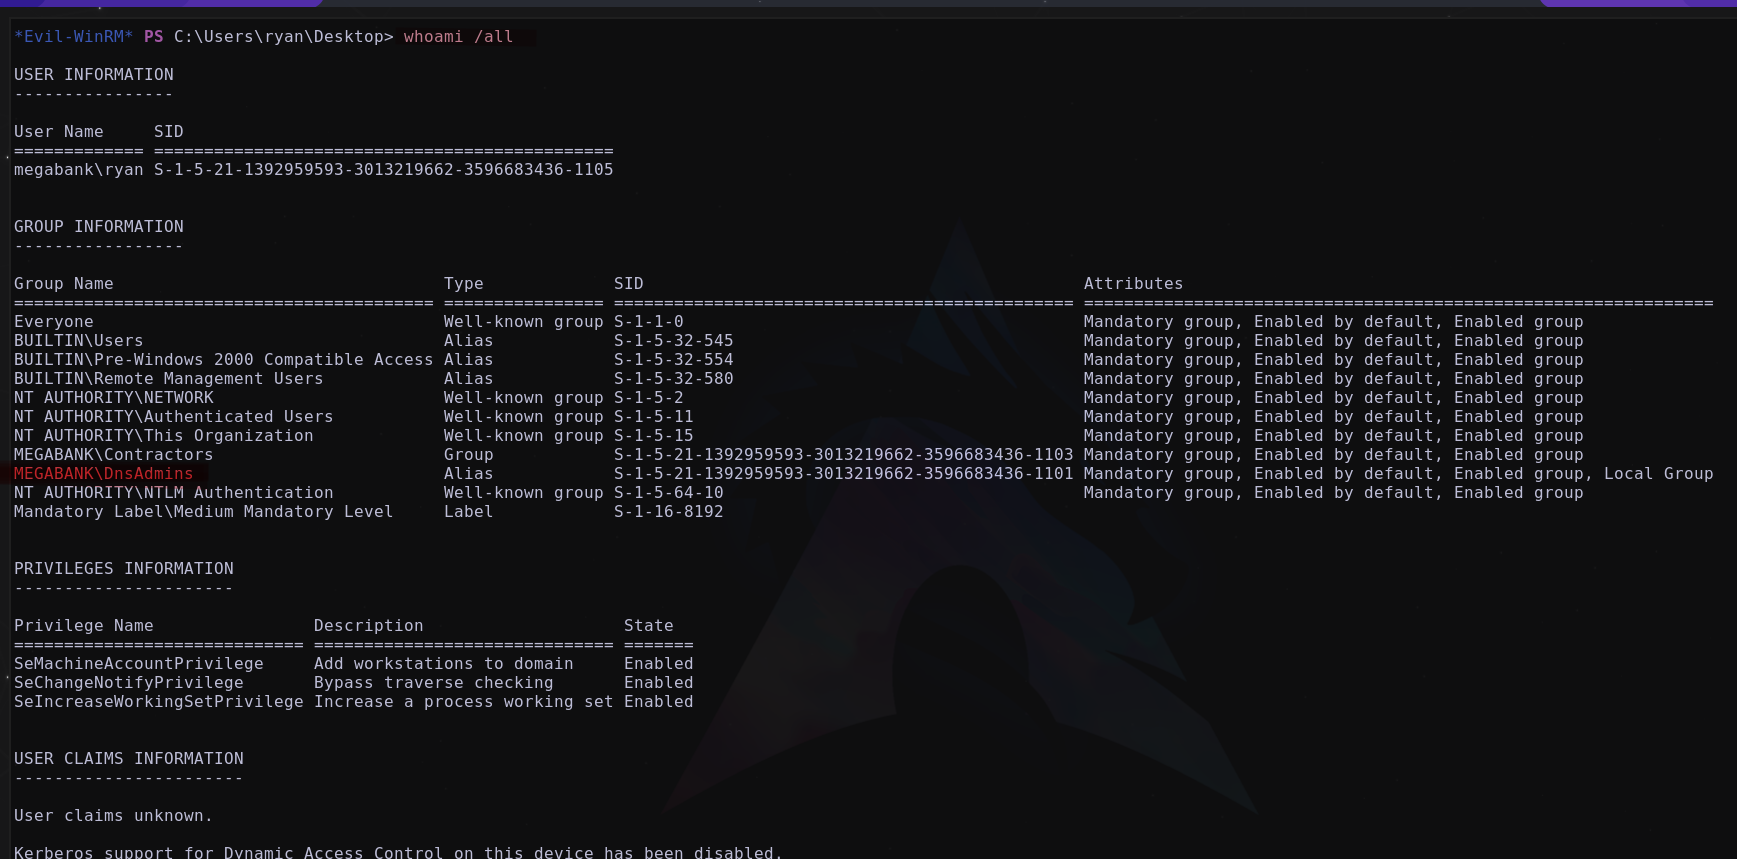 *Evil-WinRM* PS C:\Users\ryan\Desktop> whoami /all
USER INFORMATION
----------------
User Name     SID
============= ==============================================
megabank\ryan S-1-5-21-1392959593-3013219662-3596683436-1105
GROUP INFORMATION
-----------------
Group Name                                 Type             SID                                            Attributes
========================================== ================ ============================================== ===============================================================
Everyone                                   Well-known group S-1-1-0                                        Mandatory group, Enabled by default, Enabled group
BUILTIN\Users                              Alias            S-1-5-32-545                                   Mandatory group, Enabled by default, Enabled group
BUILTIN\Pre-Windows 2000 Compatible Access Alias            S-1-5-32-554                                   Mandatory group, Enabled by default, Enabled group
BUILTIN\Remote Management Users            Alias            S-1-5-32-580                                   Mandatory group, Enabled by default, Enabled group
NT AUTHORITY\NETWORK                       Well-known group S-1-5-2                                        Mandatory group, Enabled by default, Enabled group
NT AUTHORITY\Authenticated Users           Well-known group S-1-5-11                                       Mandatory group, Enabled by default, Enabled group
NT AUTHORITY\This Organization             Well-known group S-1-5-15                                       Mandatory group, Enabled by default, Enabled group
MEGABANK\Contractors                       Group            S-1-5-21-1392959593-3013219662-3596683436-1103 Mandatory group, Enabled by default, Enabled group
MEGABANK\DnsAdmins                         Alias            S-1-5-21-1392959593-3013219662-3596683436-1101 Mandatory group, Enabled by default, Enabled group, Local Group
NT AUTHORITY\NTLM Authentication           Well-known group S-1-5-64-10                                    Mandatory group, Enabled by default, Enabled group
Mandatory Label\Medium Mandatory Level     Label            S-1-16-8192
PRIVILEGES INFORMATION
----------------------
Privilege Name                Description                    State
============================= ============================== =======
SeMachineAccountPrivilege     Add workstations to domain     Enabled
SeChangeNotifyPrivilege       Bypass traverse checking       Enabled
SeIncreaseWorkingSetPrivilege Increase a process working set Enabled
USER CLAIMS INFORMATION
-----------------------
User claims unknown.
Kerberos support for Dynamic Access Control on this device has been disabled.